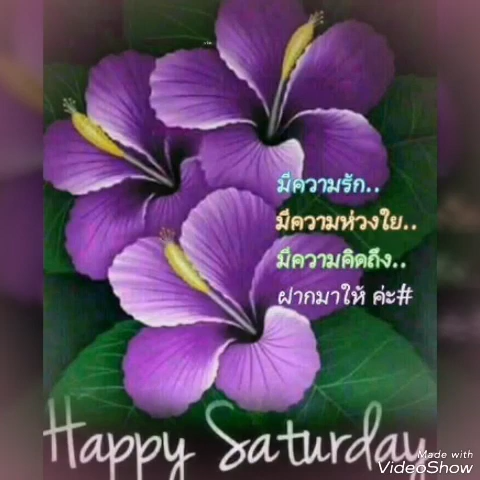 มีความรัก..
มีความห่วงใย..
มีความคิดถึง..
ฝากมาให้ ค่ะ#
Happy Saturday
Made with
VideoShow